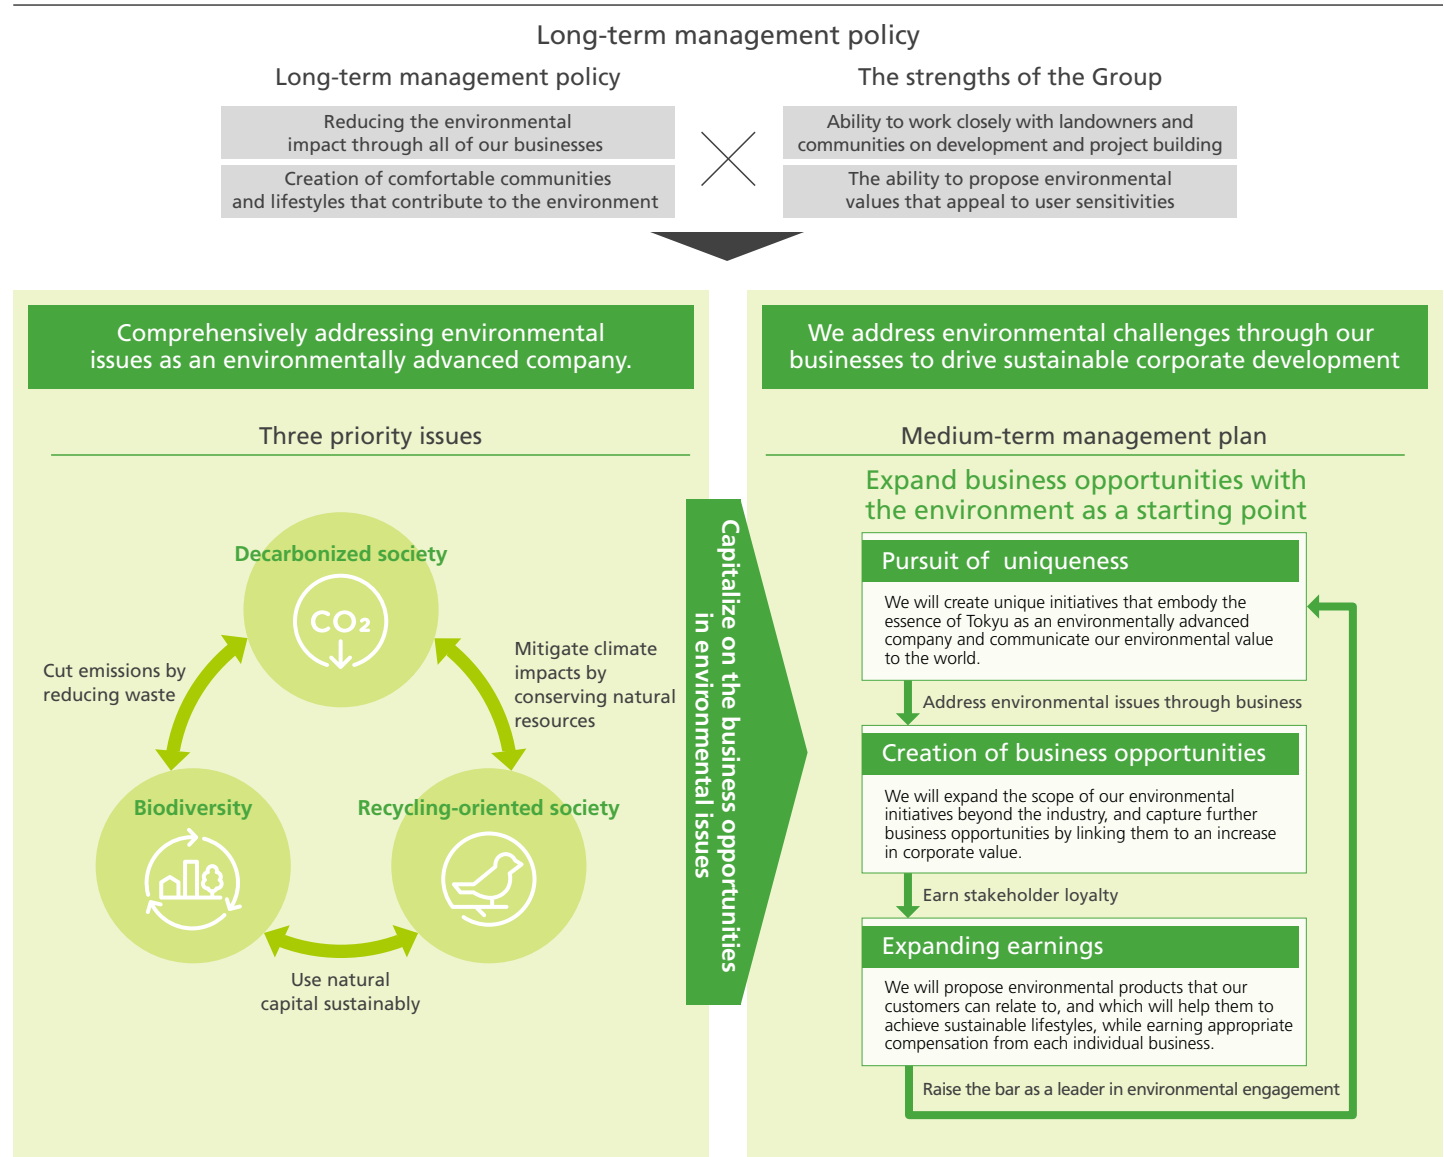 Long-term management policy
Long-term management policy
Reducing the environmental
impact through all of our businesses
Creation of comfortable communities
and lifestyles that contribute to the environment
The strengths of the Group
Ability to work closely with landowners and
communities on development and project building
The ability to propose environmental
values that appeal to user sensitivities
Comprehensively addressing environmental
issues as an environmentally advanced company.
Three priority issues
Decarbonized society
CO2
Cut emissions by
reducing waste
Mitigate climate
impacts by
conserving natural
resources
Biodiversity
Recycling-oriented society
Use natural
capital sustainably
Capitalize on the business opportunities
in environmental issues
We address environmental challenges through our
businesses to drive sustainable corporate development
Medium-term management plan
Expand business opportunities with
the environment as a starting point
Pursuit of uniqueness
We will create unique initiatives that embody the
essence of Tokyu as an environmentally advanced
company and communicate our environmental value
to the world.
Address environmental issues through business
Creation of business opportunities
We will expand the scope of our environmental
initiatives beyond the industry, and capture further
business opportunities by linking them to an increase
in corporate value.
Earn stakeholder loyalty
Expanding earnings
We will propose environmental products that our
customers can relate to, and which will help them to
achieve sustainable lifestyles, while earning appropriate
compensation from each individual business.
Raise the bar as a leader in environmental engagement